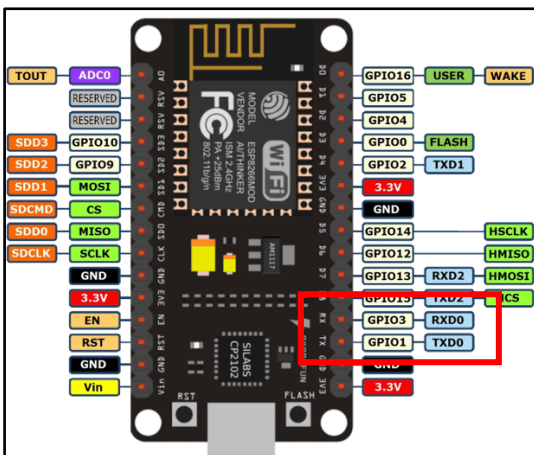 TOUT ADC0 A0 D0 GPIO16 USER WAKE
RESERVED RSV D1 GPIO5
RESERVED RSV D2 GPIO4
SDD3 GPIO10 SD3 D3 GPIO0 FLASH
SDD2 GPIO9 SD2 D4 GPIO2 TXD1
SDD1 MOSI SD1 3V3 3.3V
SDCMD CS CMD GND GND
SDD0 MISO SD0 D5 GPIO14 HSCLK
SDCLK SCLK CLK D6 GPIO12 HMISO
GND GND D7 GPIO13 RXD2 HMOSI
3.3V 3V3 GPIO15 TXD2 HCS
EN EN RX GPIO3 RXD0
RST RST TX GPIO1 TXD0
GND GND GND
Vin Vin 3V3 3.3V
MODEL ESP8266MOD
VENDOR AI/THINKER
ISM 2.4GHz
PA +25dBm
802.11b/g/n
FC
Wi Fi
AM1117
SILABS
CP2102
RST
FLASH